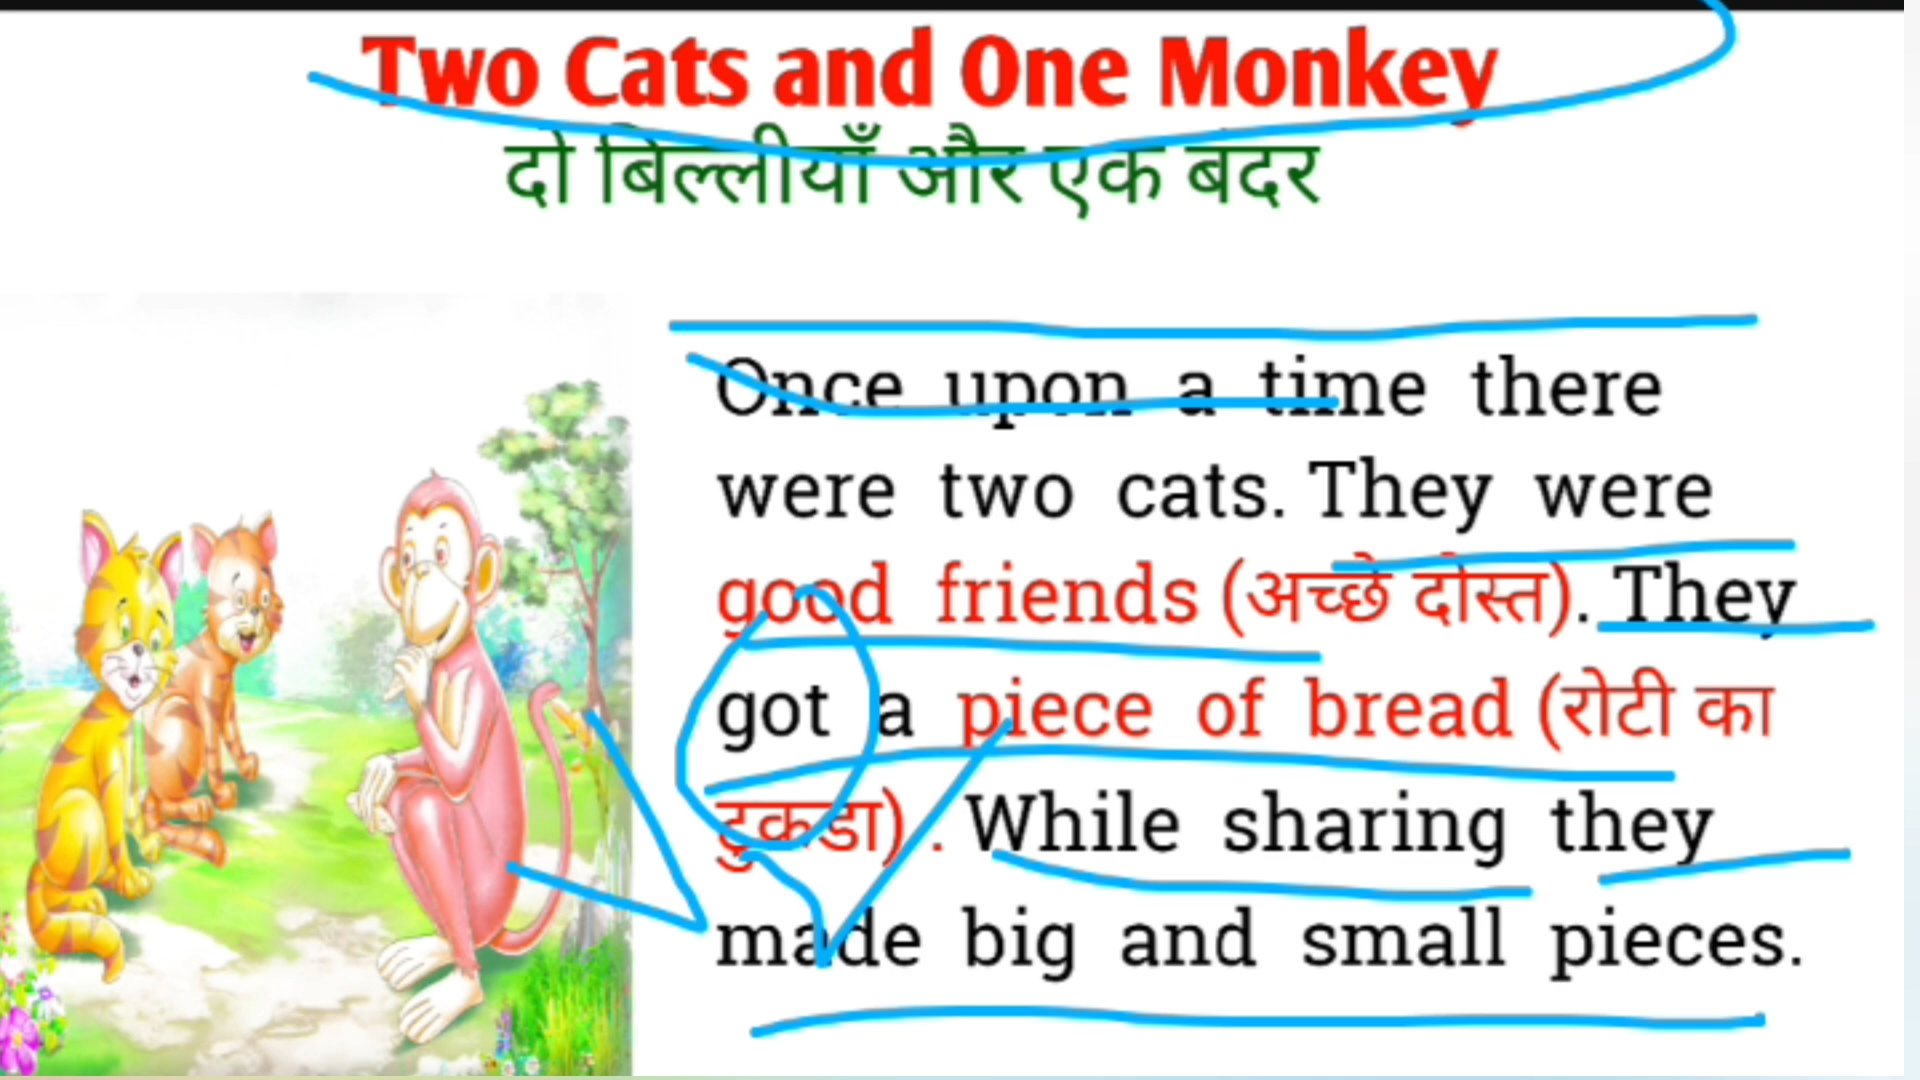 Two Cats and One Monkey
दो बिल्लीयाँ और एक बंदर
Once upon a time there
were two cats. They were
good friends (अच्छे दोस्त). They
got a piece of bread (रोटी का
टुकडा) . While sharing they
made big and small pieces.